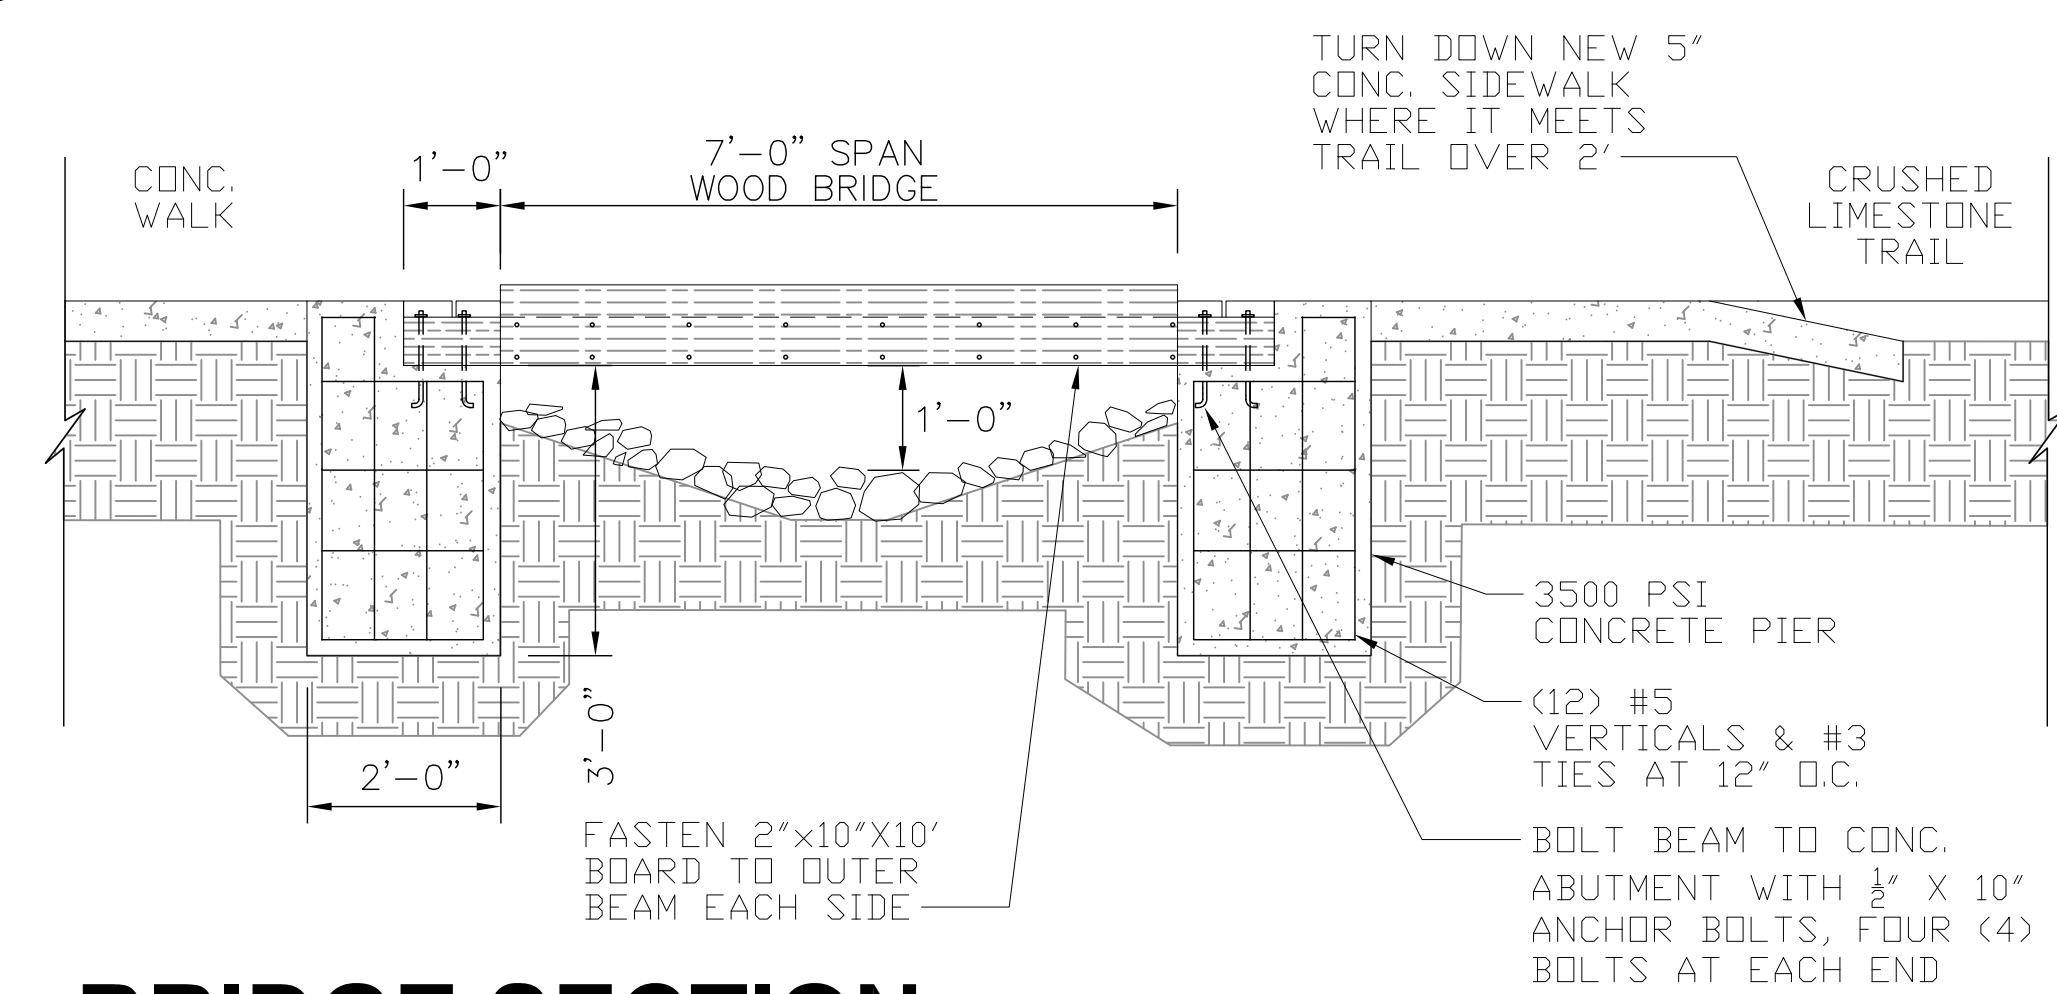 TURN DOWN NEW 5"
CONC. SIDEWALK
WHERE IT MEETS
TRAIL OVER 2'
CONC.
WALK
1'-0"
7'-0" SPAN
WOOD BRIDGE
CRUSHED
LIMESTONE
TRAIL
1'-0"
3500 PSI
CONCRETE PIER
(12) #5
VERTICALS & #3
TIES AT 12" O.C.
2'-0"
3'-0"
FASTEN 2"x10"X10'
BOARD TO OUTER
BEAM EACH SIDE
BOLT BEAM TO CONC.
ABUTMENT WITH ½" X 10"
ANCHOR BOLTS, FOUR (4)
BOLTS AT EACH END
BRIDGE SECTION